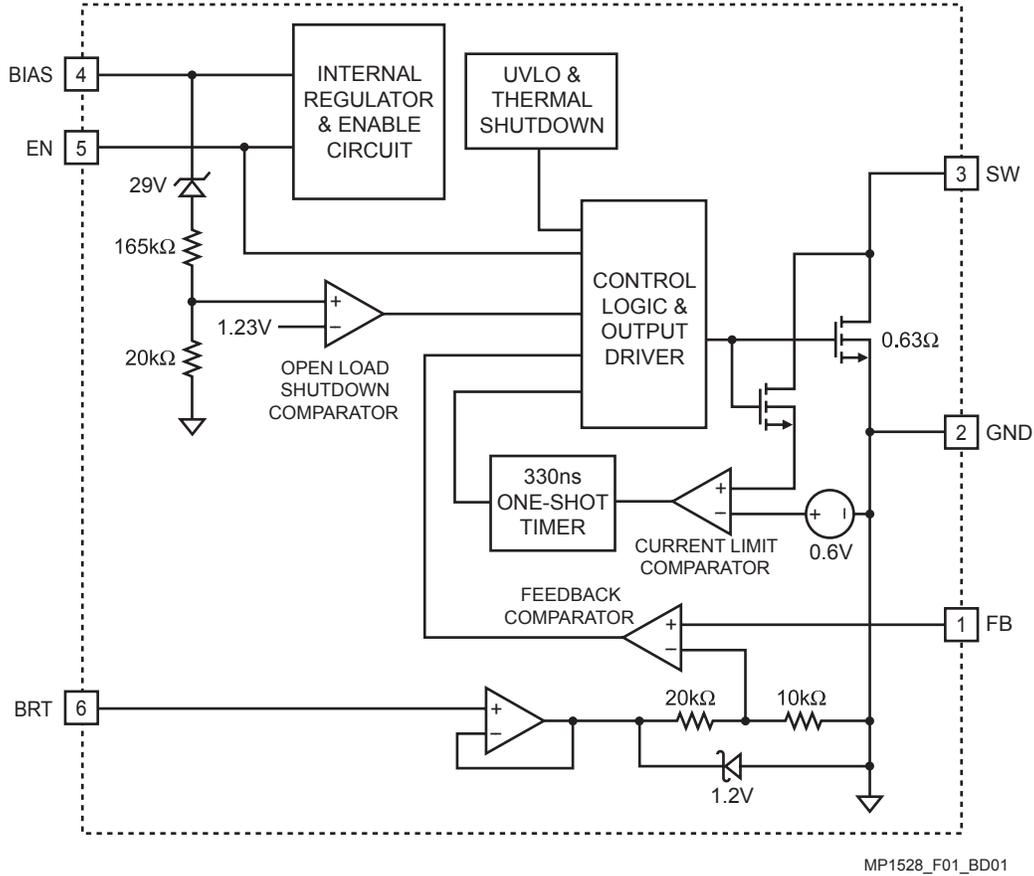 BIAS 4
INTERNAL
REGULATOR
& ENABLE
CIRCUIT
UVLO &
THERMAL
SHUTDOWN
EN 5
3 SW
29V
165kΩ
CONTROL
LOGIC &
OUTPUT
DRIVER
+
1.23V −
20kΩ
0.63Ω
OPEN LOAD
SHUTDOWN
COMPARATOR
2 GND
330ns
ONE-SHOT
TIMER
+
−
+ −
0.6V
CURRENT LIMIT
COMPARATOR
FEEDBACK
COMPARATOR
+
−
1 FB
BRT 6
+
−
20kΩ
10kΩ
1.2V
MP1528_F01_BD01